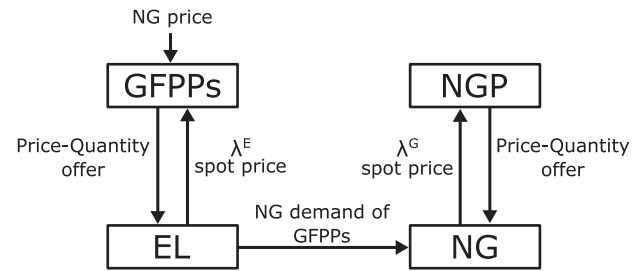 NG price
GFPPs
NGP
Price-Quantity
offer
λᴱ
spot price
λᴳ
spot price
Price-Quantity
offer
NG demand of
GFPPs
EL
NG